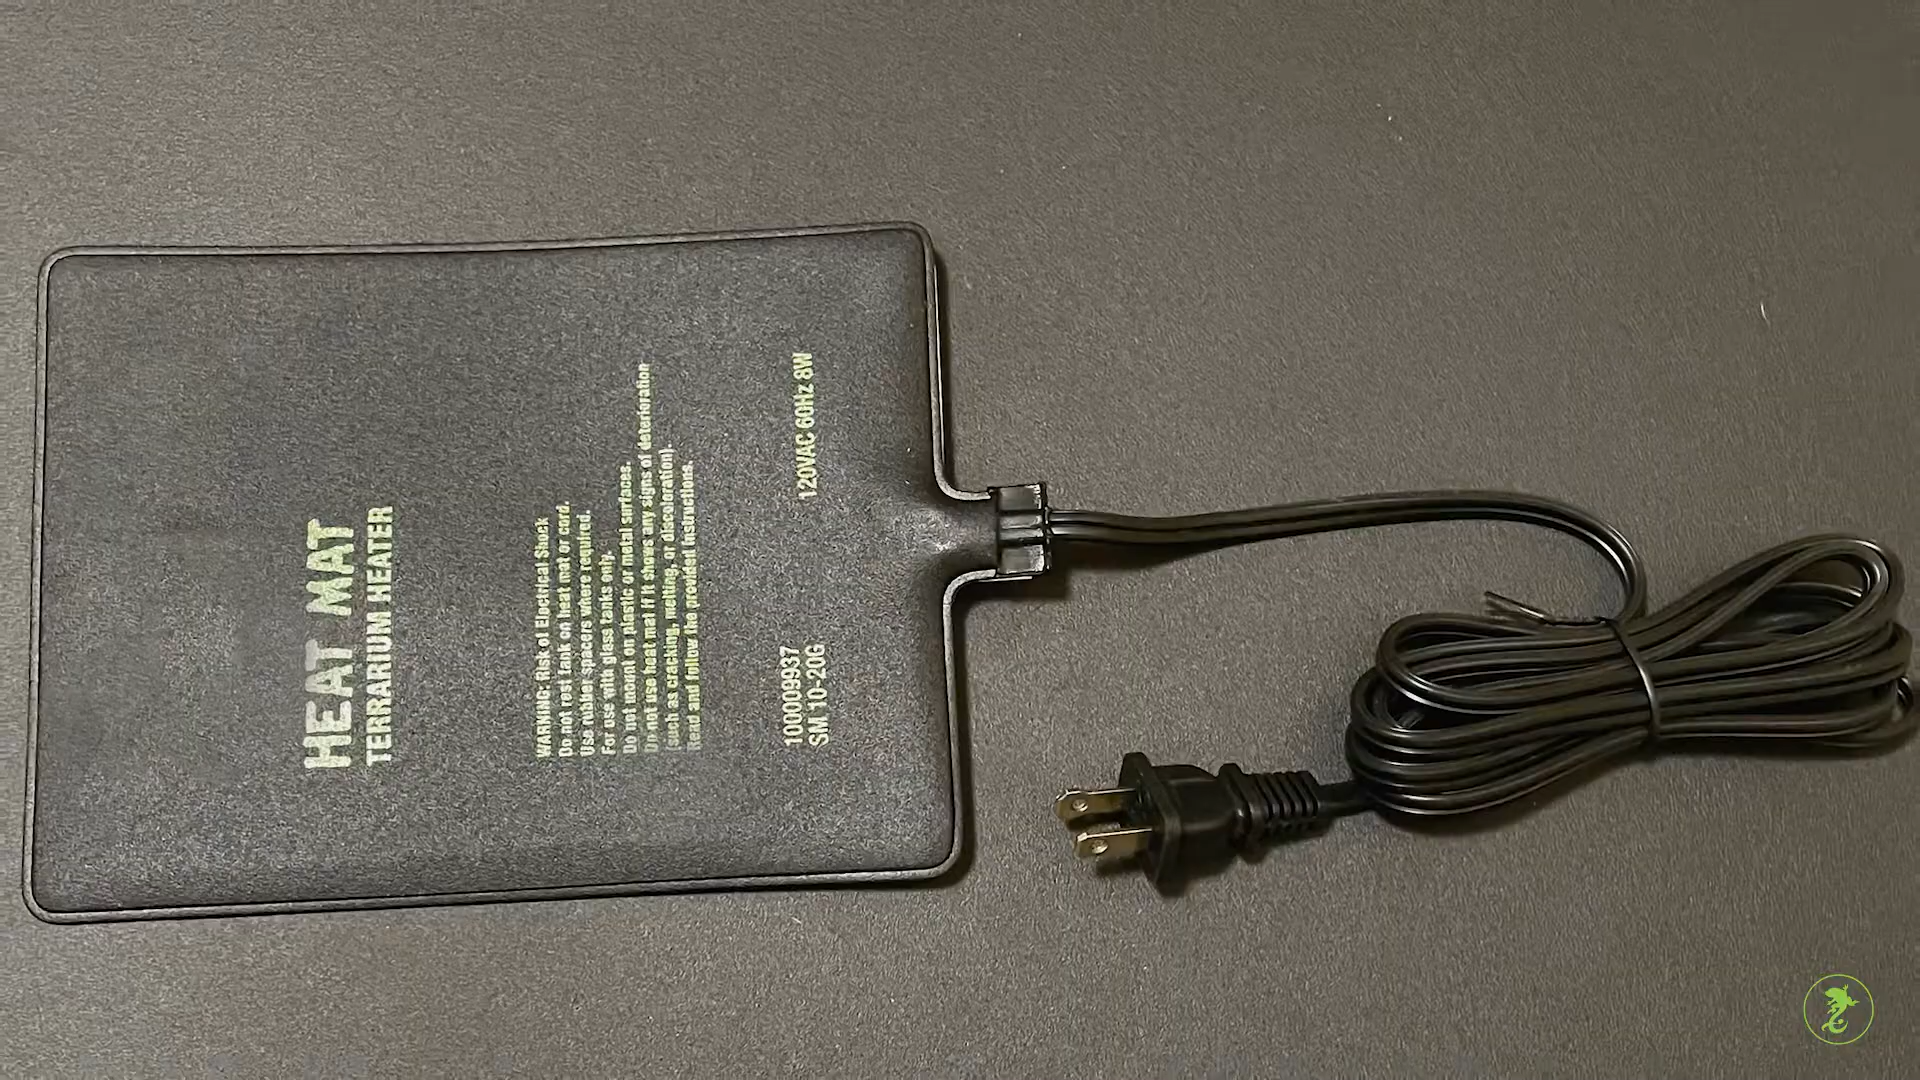 HEAT MAT
TERRARIUM HEATER
WARNING: Risk of Electrical Shock
Do not rest tank on heat mat or cord.
Use rubber spacers where required.
For use with glass tanks only.
Do not mount on plastic or metal surfaces.
Do not use heat mat if it shows any signs of deterioration
(such as cracking, melting, or discoloration).
Read and follow the provided instructions.
100009937
SM 10-20G
120VAC 60Hz 8W